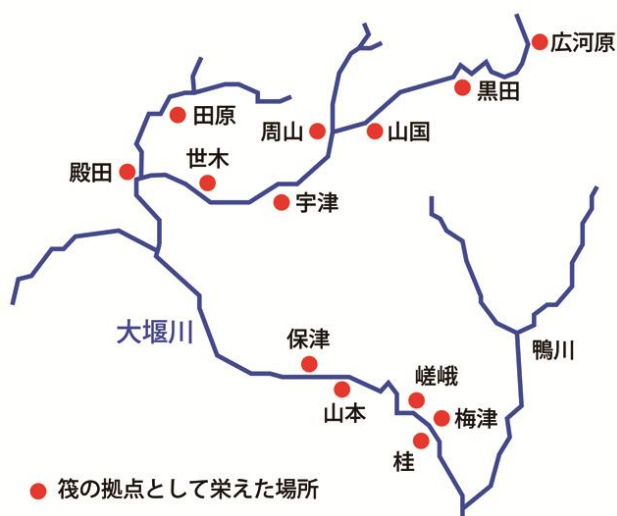 広河原
黒田
田原
周山
山国
世木
殿田
宇津
大堰川
保津
鴨川
嵯峨
山本
梅津
桂
筏の拠点として栄えた場所